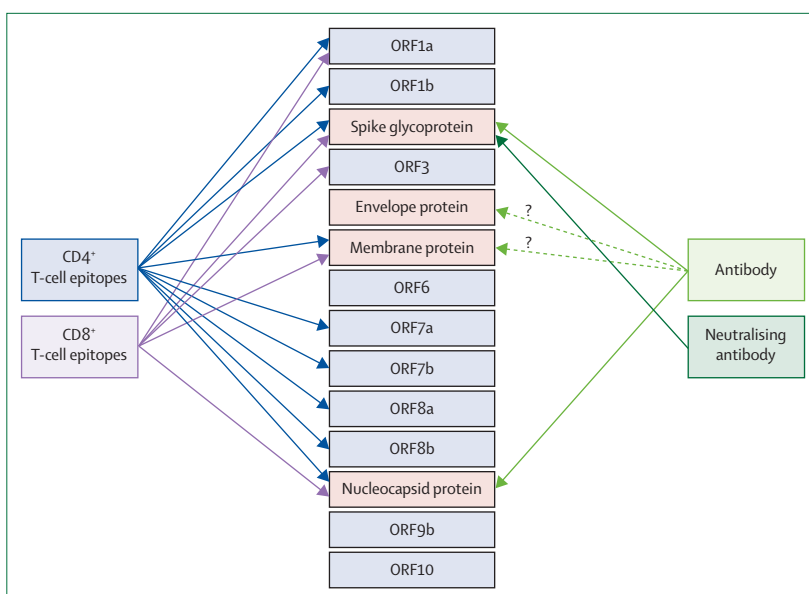 ORF1a
ORF1b
Spike glycoprotein
ORF3
Envelope protein
?
Membrane protein
?
CD4⁺
T-cell epitopes
Antibody
ORF6
ORF7a
CD8⁺
T-cell epitopes
Neutralising
antibody
ORF7b
ORF8a
ORF8b
Nucleocapsid protein
ORF9b
ORF10